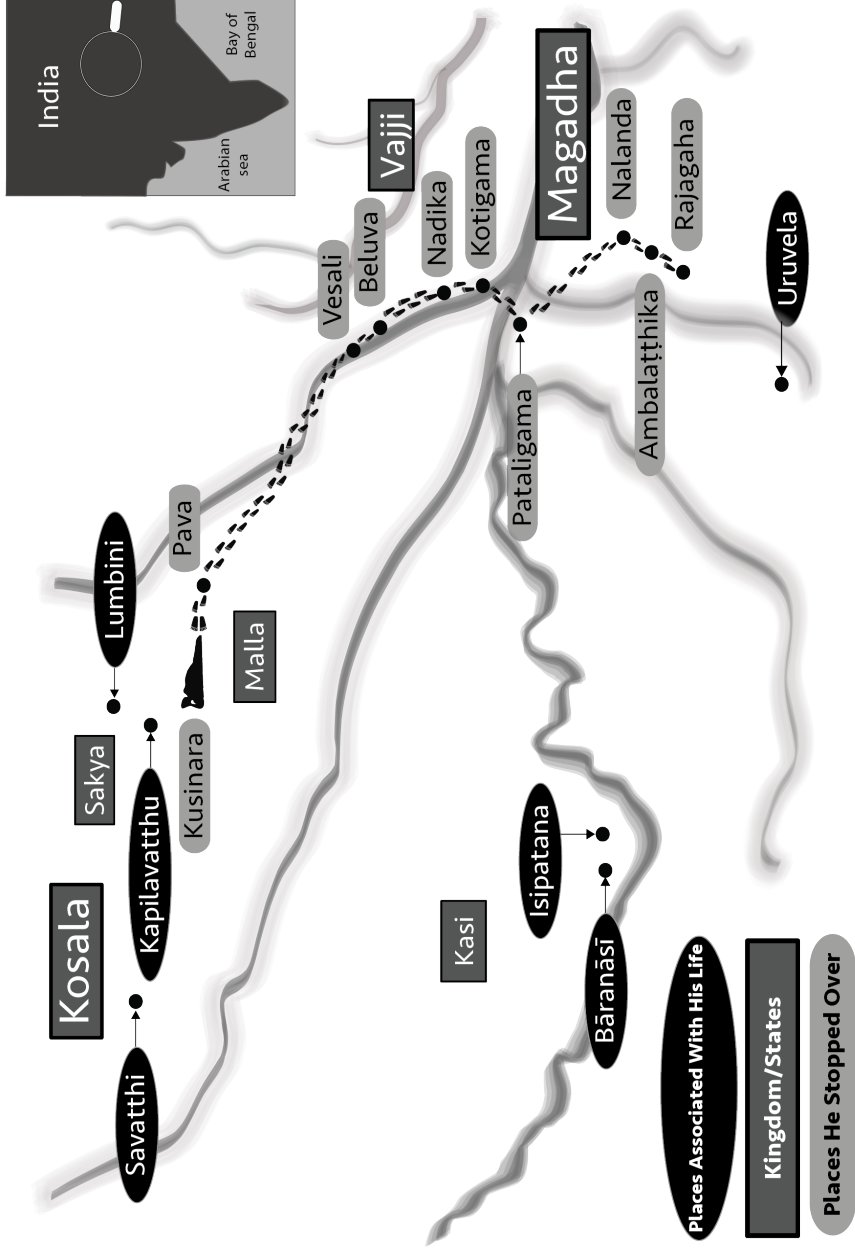 Savatthi
Kosala
Kapilavatthu
Sakya
Lumbini
Kusinara
Malla
Pava
Vesali
Beluva
Nadika
Kotigama
Vajji
India
Arabian
sea
Bay of
Bengal
Kasi
Isipatana
Bāranāsī
Pataligama
Magadha
Nalanda
Ambalaṭṭhika
Rajagaha
Uruvela
Places Associated With His Life
Kingdom/States
Places He Stopped Over